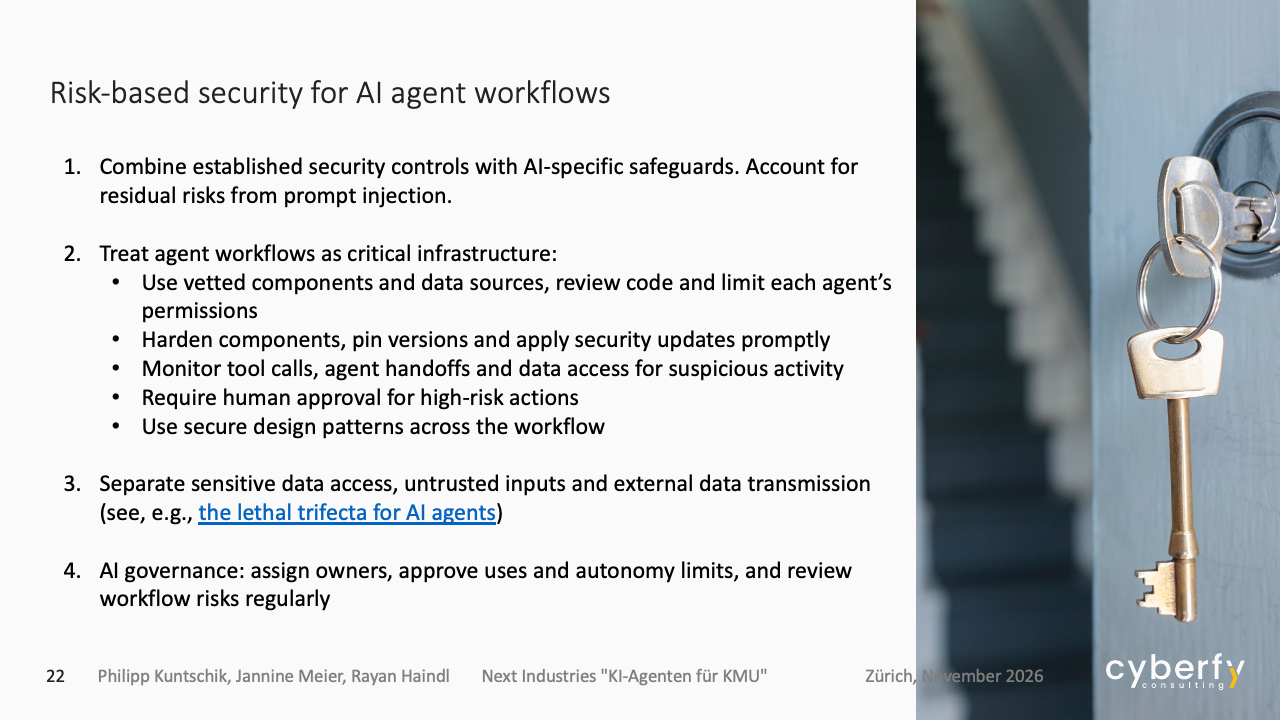 Risk-based security for AI agent workflows
1. Combine established security controls with AI-specific safeguards. Account for
residual risks from prompt injection.
2. Treat agent workflows as critical infrastructure:
• Use vetted components and data sources, review code and limit each agent’s
permissions
• Harden components, pin versions and apply security updates promptly
• Monitor tool calls, agent handoffs and data access for suspicious activity
• Require human approval for high-risk actions
• Use secure design patterns across the workflow
3. Separate sensitive data access, untrusted inputs and external data transmission
(see, e.g., the lethal trifecta for AI agents)
4. AI governance: assign owners, approve uses and autonomy limits, and review
workflow risks regularly
22 Philipp Kuntschik, Jannine Meier, Rayan Haindl Next Industries "KI-Agenten für KMU" Zürich, November 2026
cyberfy
consulting